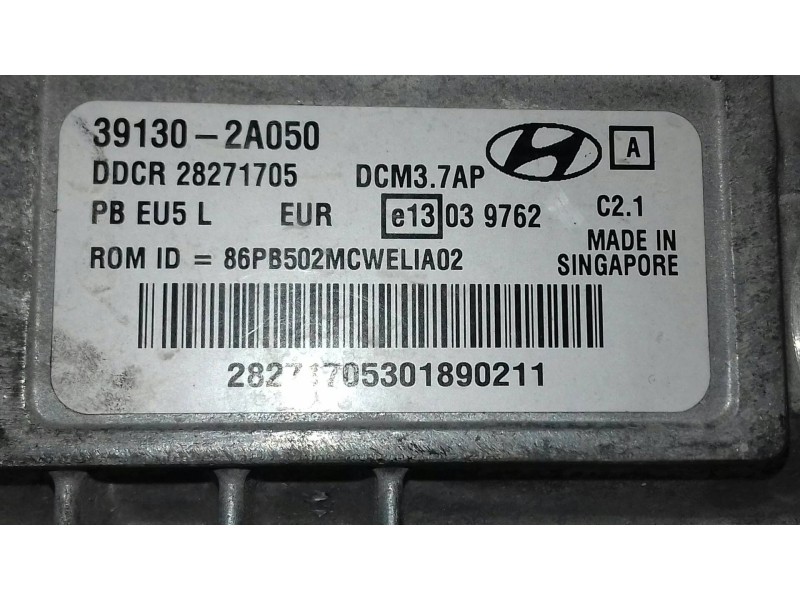 39130-2A050
A
DDCR 28271705 DCM3.7AP
PB EU5 L EUR e13 03 9762 C2.1
ROM ID = 86PB502MCWELIA02 MADE IN
SINGAPORE
28271705301890211